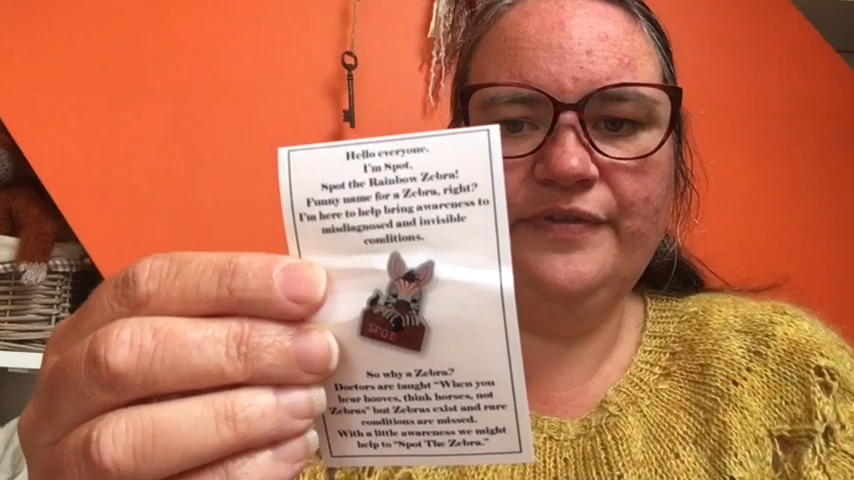 Hello everyone.
I'm Spot,
Spot the Rainbow Zebra!
Funny name for a Zebra, right?
I'm here to help bring awareness to
misdiagnosed and invisible
conditions.
SPOT
So why a Zebra?
Doctors are taught "When you
hear hooves, think horses, not
Zebras" but Zebras exist and rare
conditions are missed.
With a little awareness we might
help to "Spot The Zebra."